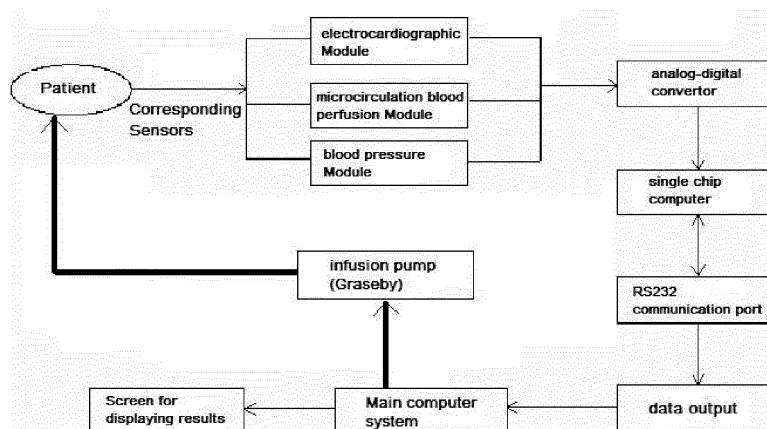 electrocardiographic
Module
Patient
Corresponding
Sensors
microcirculation blood
perfusion Module
blood pressure
Module
analog-digital
convertor
single chip
computer
infusion pump
(Graseby)
RS232
communication port
Screen for
displaying results
Main computer
system
data output